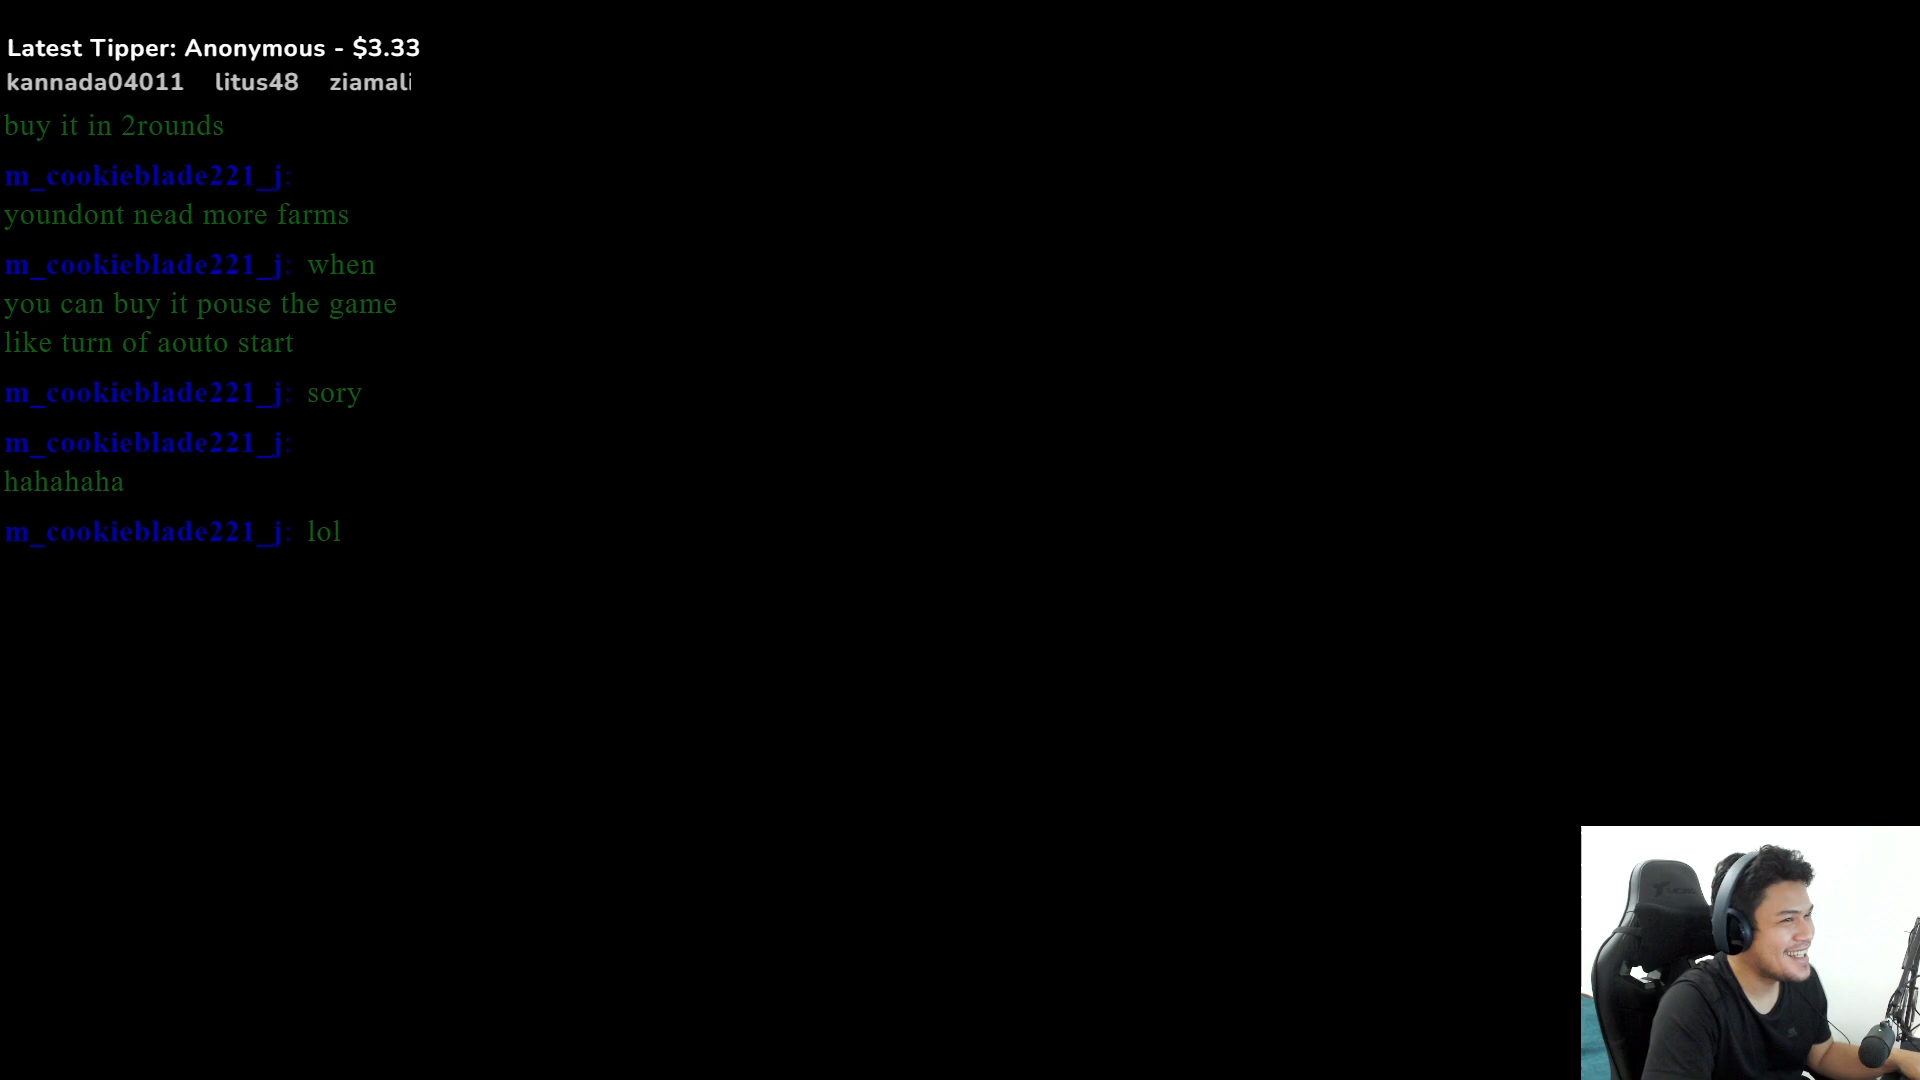 Latest Tipper: Anonymous - $3.33
kannada04011 litus48 ziamali
buy it in 2rounds
m_cookieblade221_j:
youndont nead more farms
m_cookieblade221_j: when
you can buy it pouse the game
like turn of aouto start
m_cookieblade221_j: sory
m_cookieblade221_j:
hahahaha
m_cookieblade221_j: lol